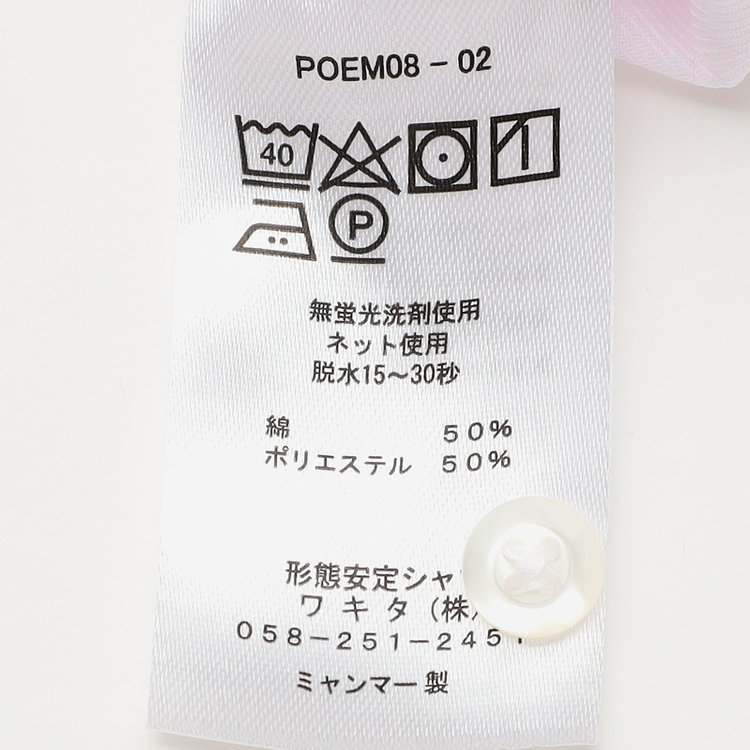 POEM08-02
40
P
無蛍光洗剤使用
ネット使用
脱水15～30秒
綿 50%
ポリエステル 50%
形態安定シャ
ワキタ(株)
058-251-245
ミャンマー製